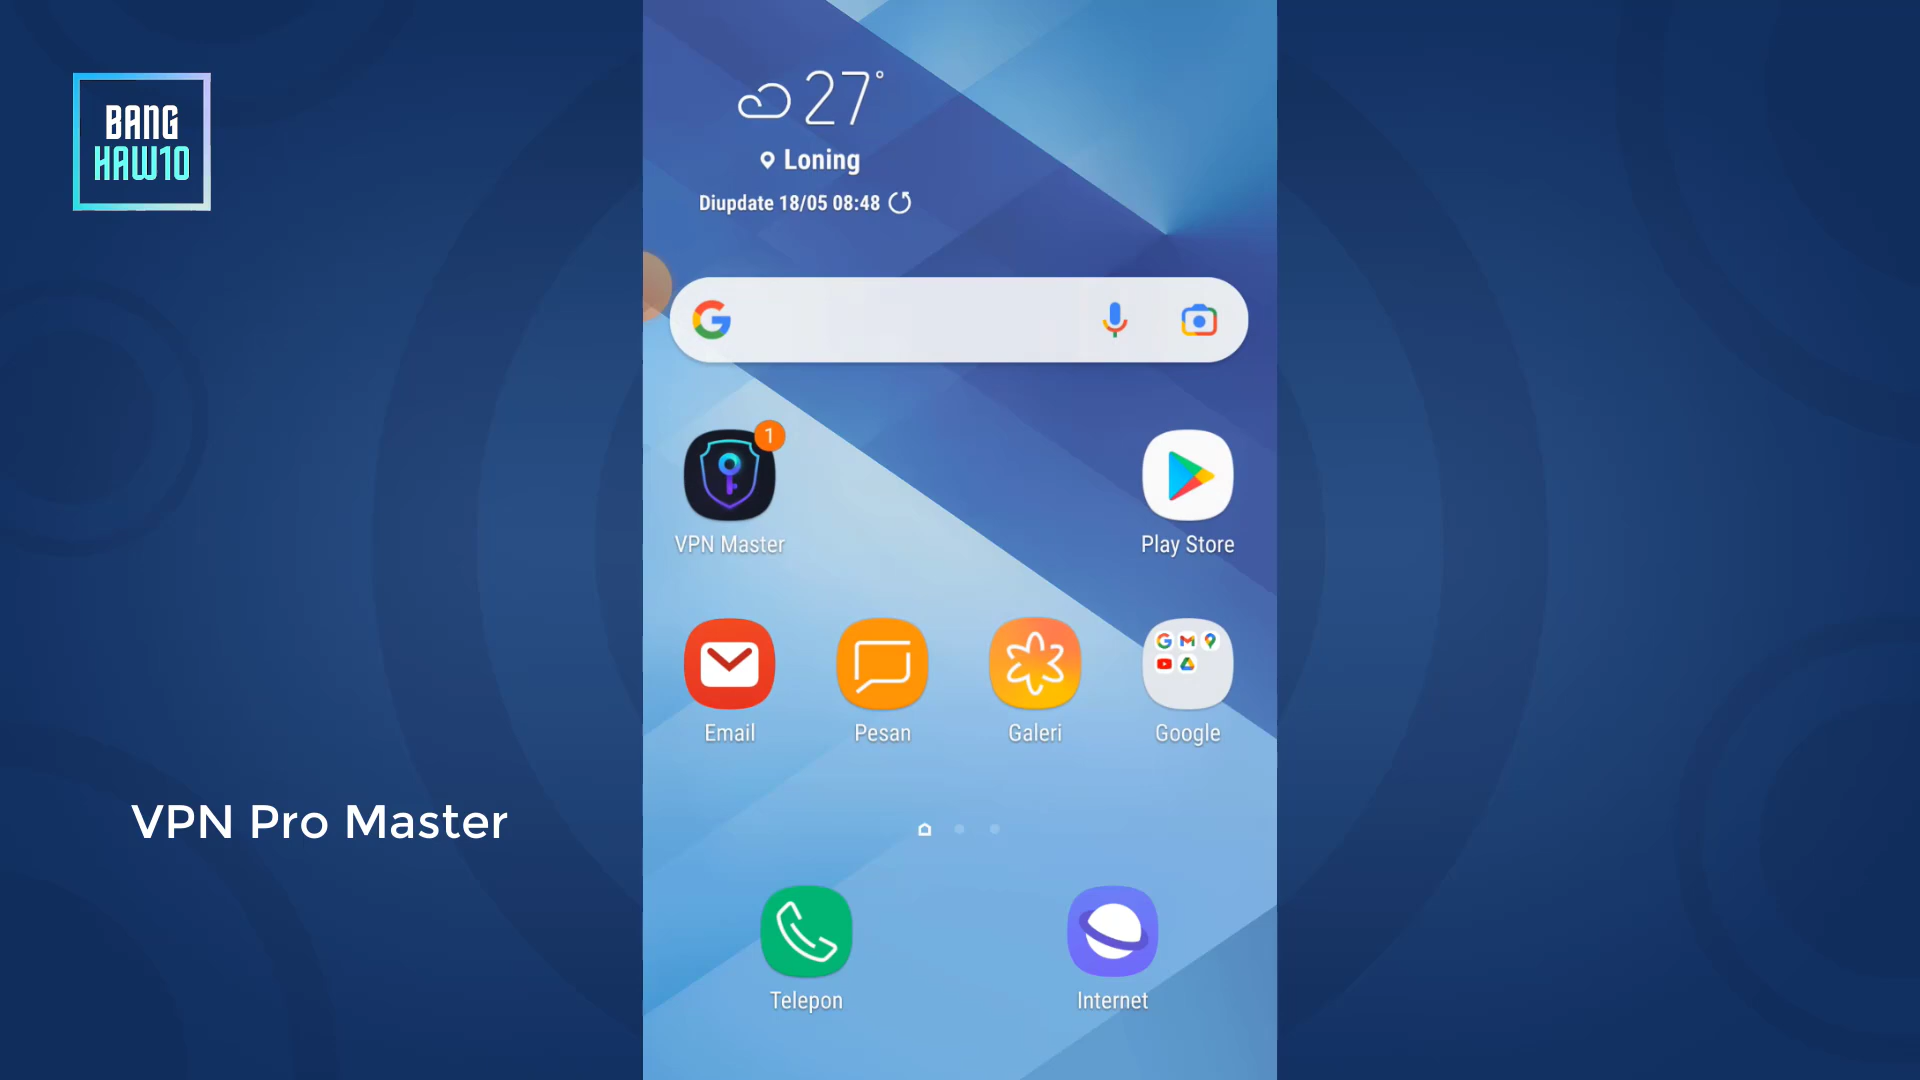 BANG
HAW10
27°
Loning
Diupdate 18/05 08:48
1
VPN Master
Play Store
Email
Pesan
Galeri
Google
VPN Pro Master
Telepon
Internet